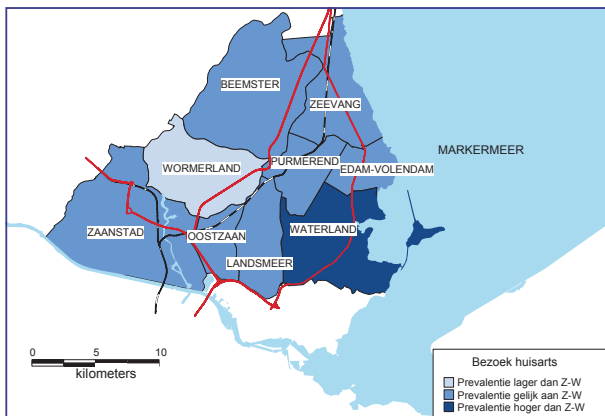 BEEMSTER
ZEEVANG
MARKERMEER
PURMEREND
WORMERLAND
EDAM-VOLENDAM
WATERLAND
ZAANSTAD
OOSTZAAN
LANDSMEER
0 5 10
kilometers
Bezoek huisarts
Prevalentie lager dan Z-W
Prevalentie gelijk aan Z-W
Prevalentie hoger dan Z-W